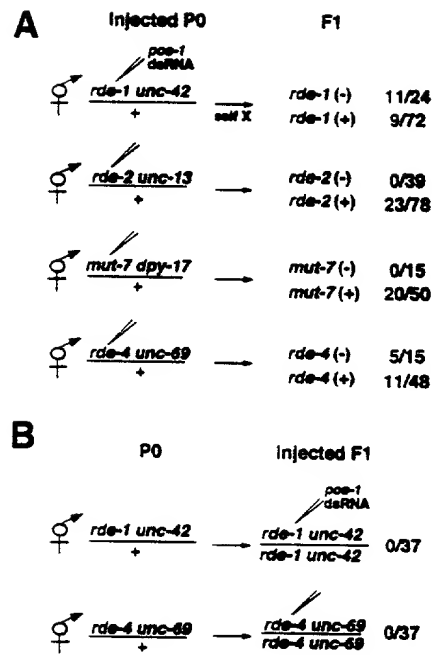 A
Injected P0 F1
pos-1
dsRNA
rde-1 unc-42
+
self X
rde-1 (-) 11/24
rde-1 (+) 9/72
rde-2 unc-13
+
rde-2 (-) 0/39
rde-2 (+) 23/78
mut-7 dpy-17
+
mut-7 (-) 0/15
mut-7 (+) 20/50
rde-4 unc-69
+
rde-4 (-) 5/15
rde-4 (+) 11/48
B
P0 Injected F1
pos-1
dsRNA
rde-1 unc-42
+
rde-1 unc-42
rde-1 unc-42
0/37
rde-4 unc-69
+
rde-4 unc-69
rde-4 unc-69
0/37